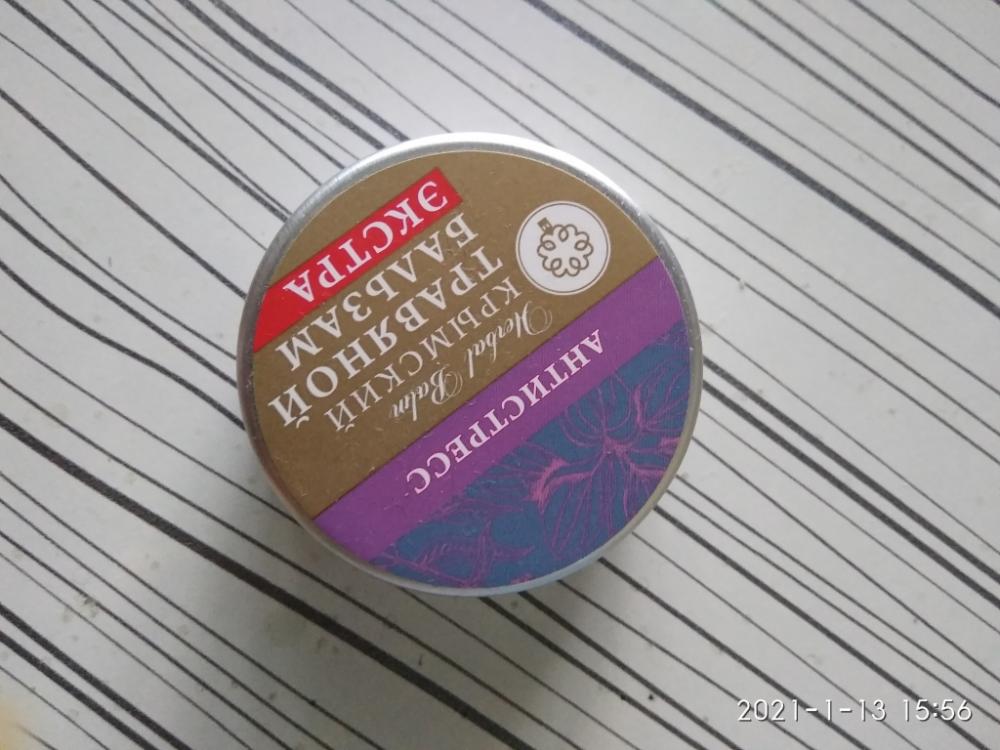 АНТИСТРЕСС
Herbal Balm
КРЫМСКИЙ
ТРАВЯНОЙ
БАЛЬЗАМ
ЭКСТРА
2021-1-13 15:56